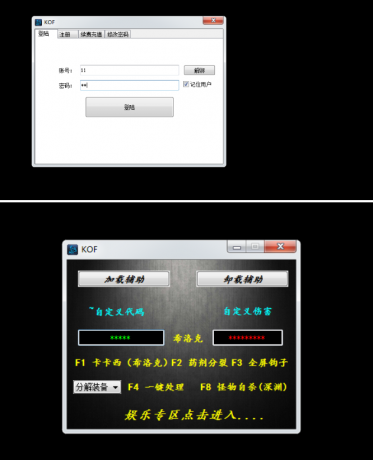 KOF
登陆 注册 续费充值 修改密码
账号： 11
解绑
密码： **
记住用户
登陆
KOF
加载辅助 卸载辅助
~自定义代码 自定义伤害
***** 希洛克 *********
F1 卡卡西(希洛克) F2 药剂分裂 F3 全屏钩子
分解装备 F4 一键处理 F8 怪物自杀(深渊)
娱乐专区点击进入....